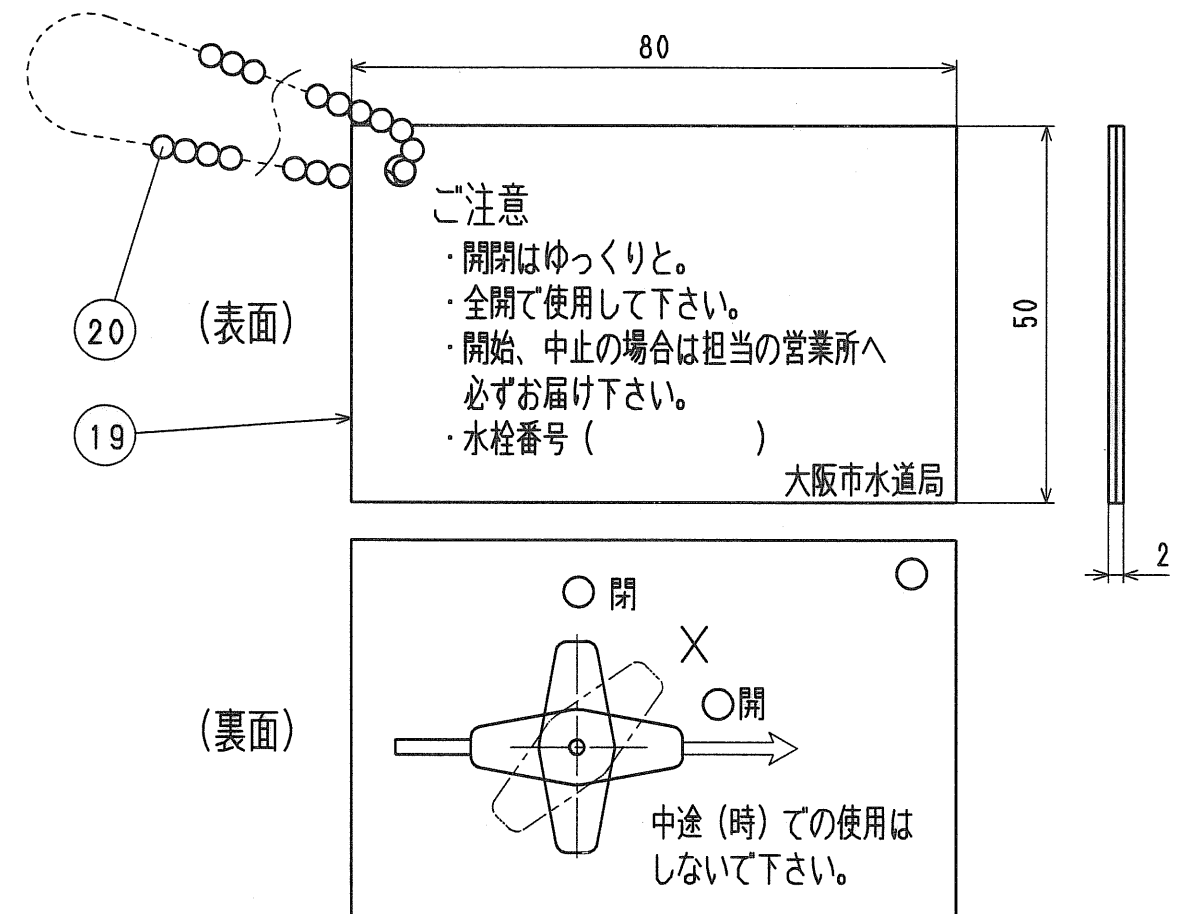 80
ご注意
・開閉はゆっくりと。
・全開で使用して下さい。
・開始、中止の場合は担当の営業所へ
必ずお届け下さい。
・水栓番号（　　　　　）
大阪市水道局
(表面)
20
19
50
2
○閉
X
○開
(裏面)
中途（時）での使用は
しないで下さい。